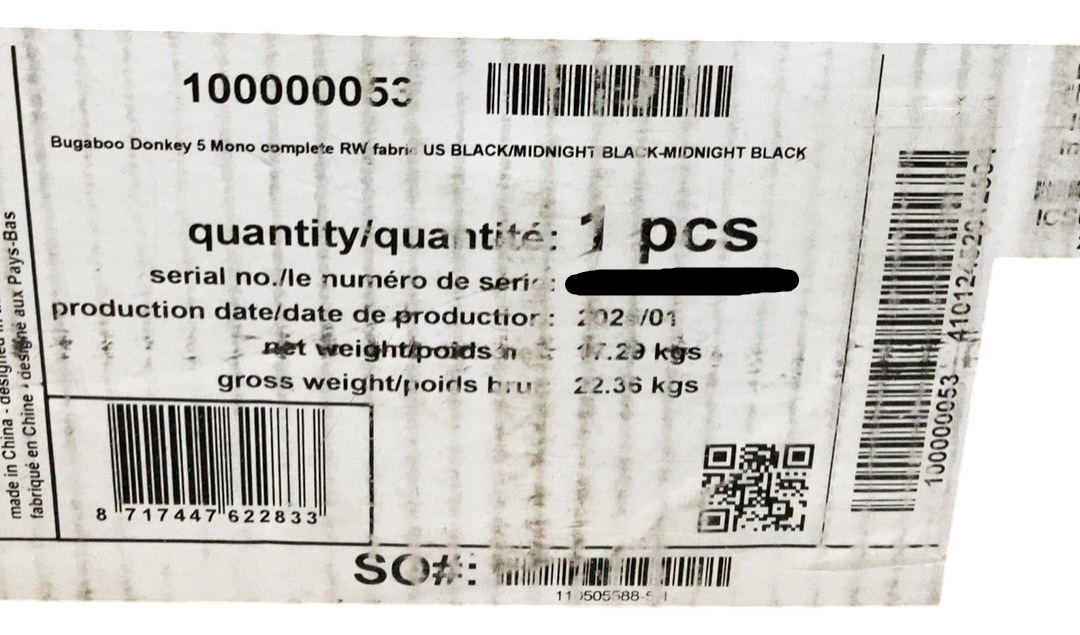 100000053
Bugaboo Donkey 5 Mono complete RW fabric US BLACK/MIDNIGHT BLACK-MIDNIGHT BLACK
quantity/quantité: 1 pcs
serial no./le numéro de série:
production date/date de production:
net weight/poids 17.29 kgs
gross weight/poids brut 22.36 kgs
made in China - designed
fabriqué en Chine - designé aux Pays-Bas
8 717447 622833
100000053
SO#: